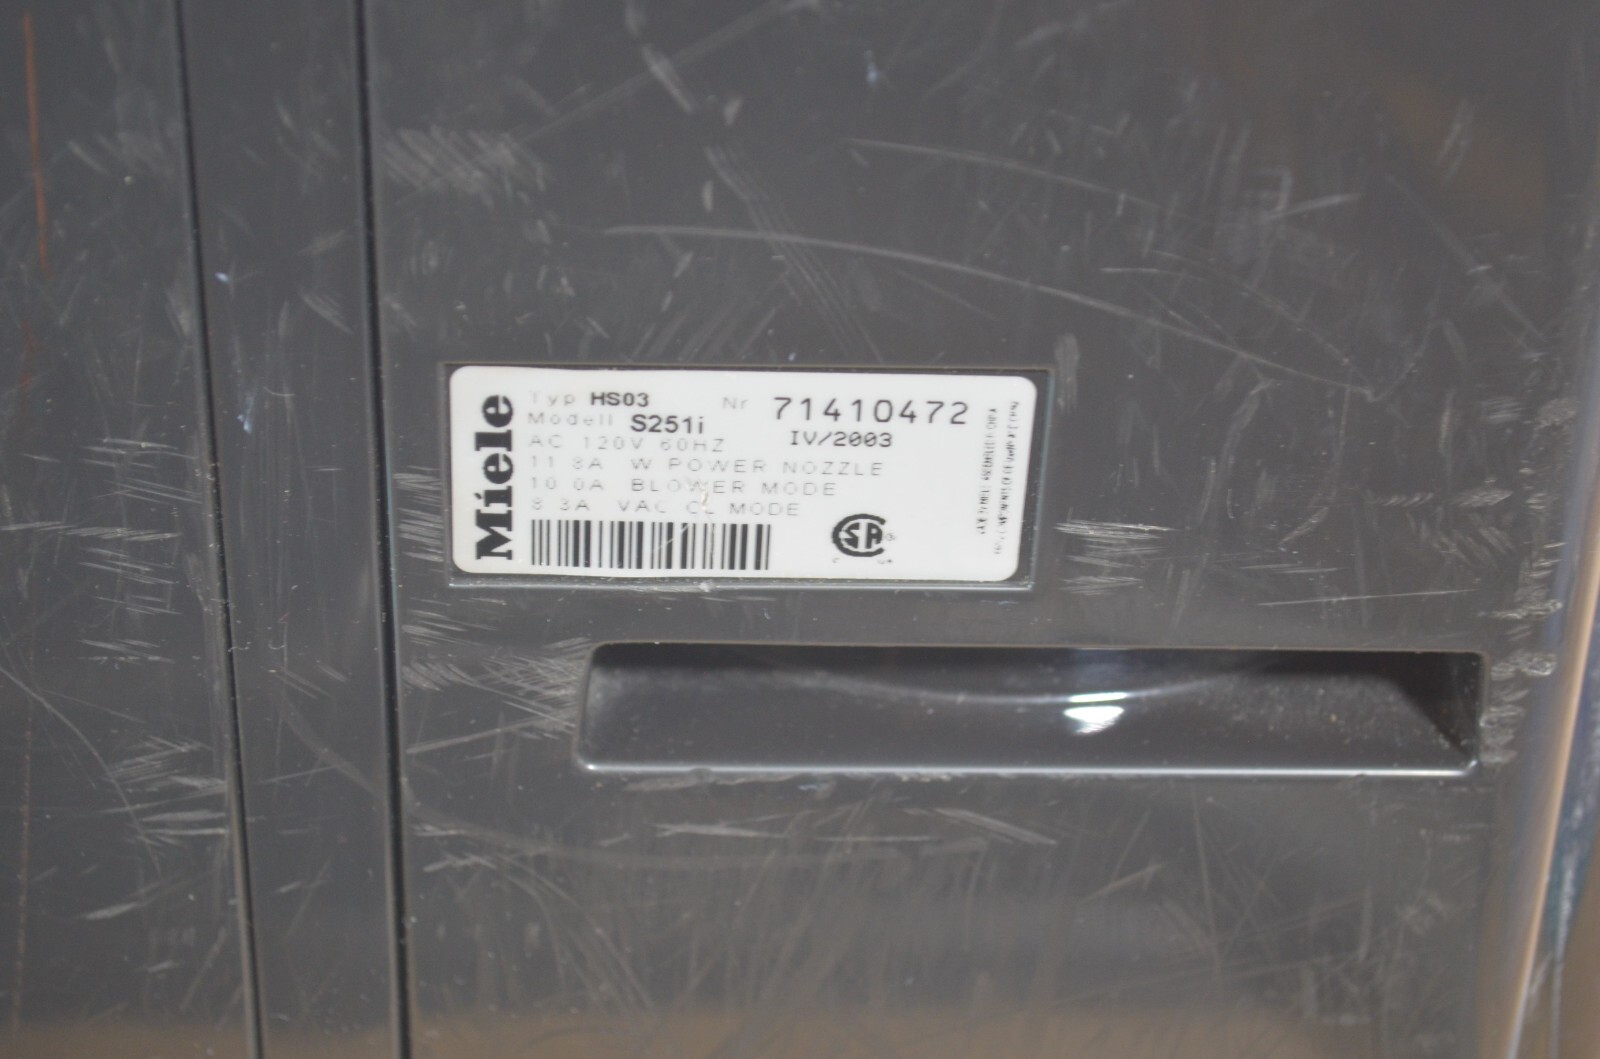 Miele
Typ HS03 Nr 71410472
Modell S251i IV/2003
AC 120V 60HZ
11.8A W POWER NOZZLE
10.0A BLOWER MODE
8.3A VAC CL MODE
SA